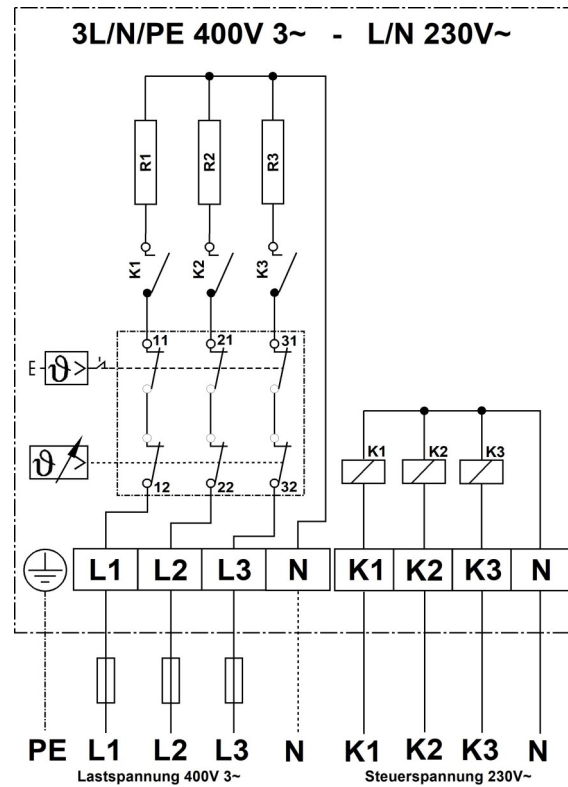 3L/N/PE 400V 3~ - L/N 230V~
R1 R2 R3
K1 K2 K3
11 21 31
E ϑ >
K1 K2 K3
ϑ >
12 22 32
L1 L2 L3 N K1 K2 K3 N
PE L1 L2 L3 N K1 K2 K3 N
Lastspannung 400V 3~ Steuerspannung 230V~